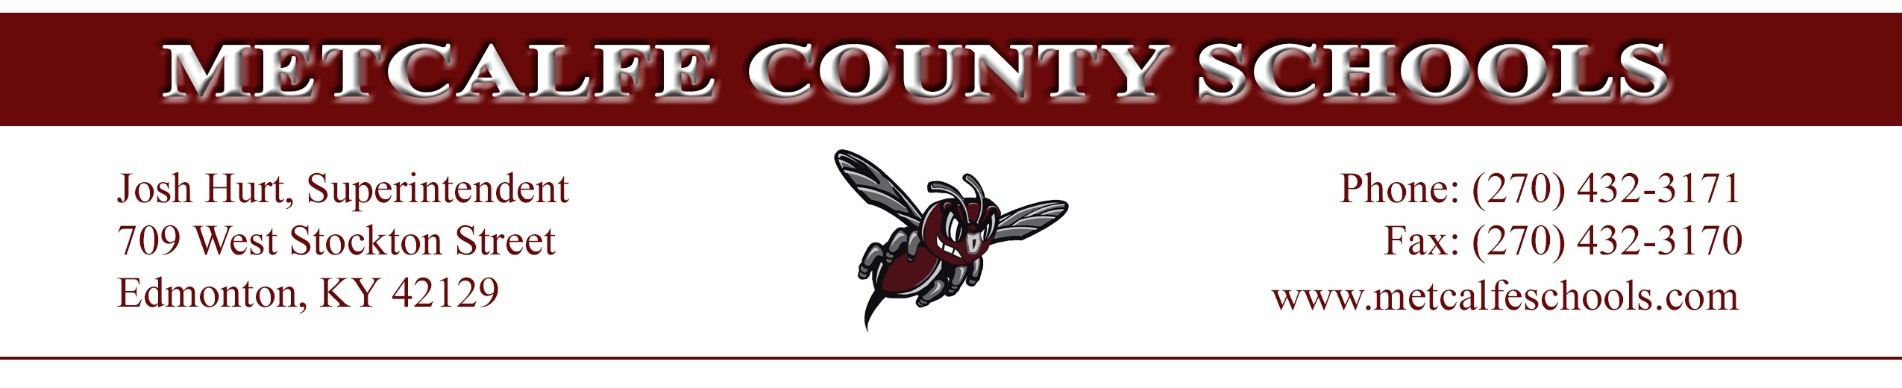 METCALFE COUNTY SCHOOLS
Josh Hurt, Superintendent
709 West Stockton Street
Edmonton, KY 42129
Phone: (270) 432-3171
Fax: (270) 432-3170
www.metcalfeschools.com